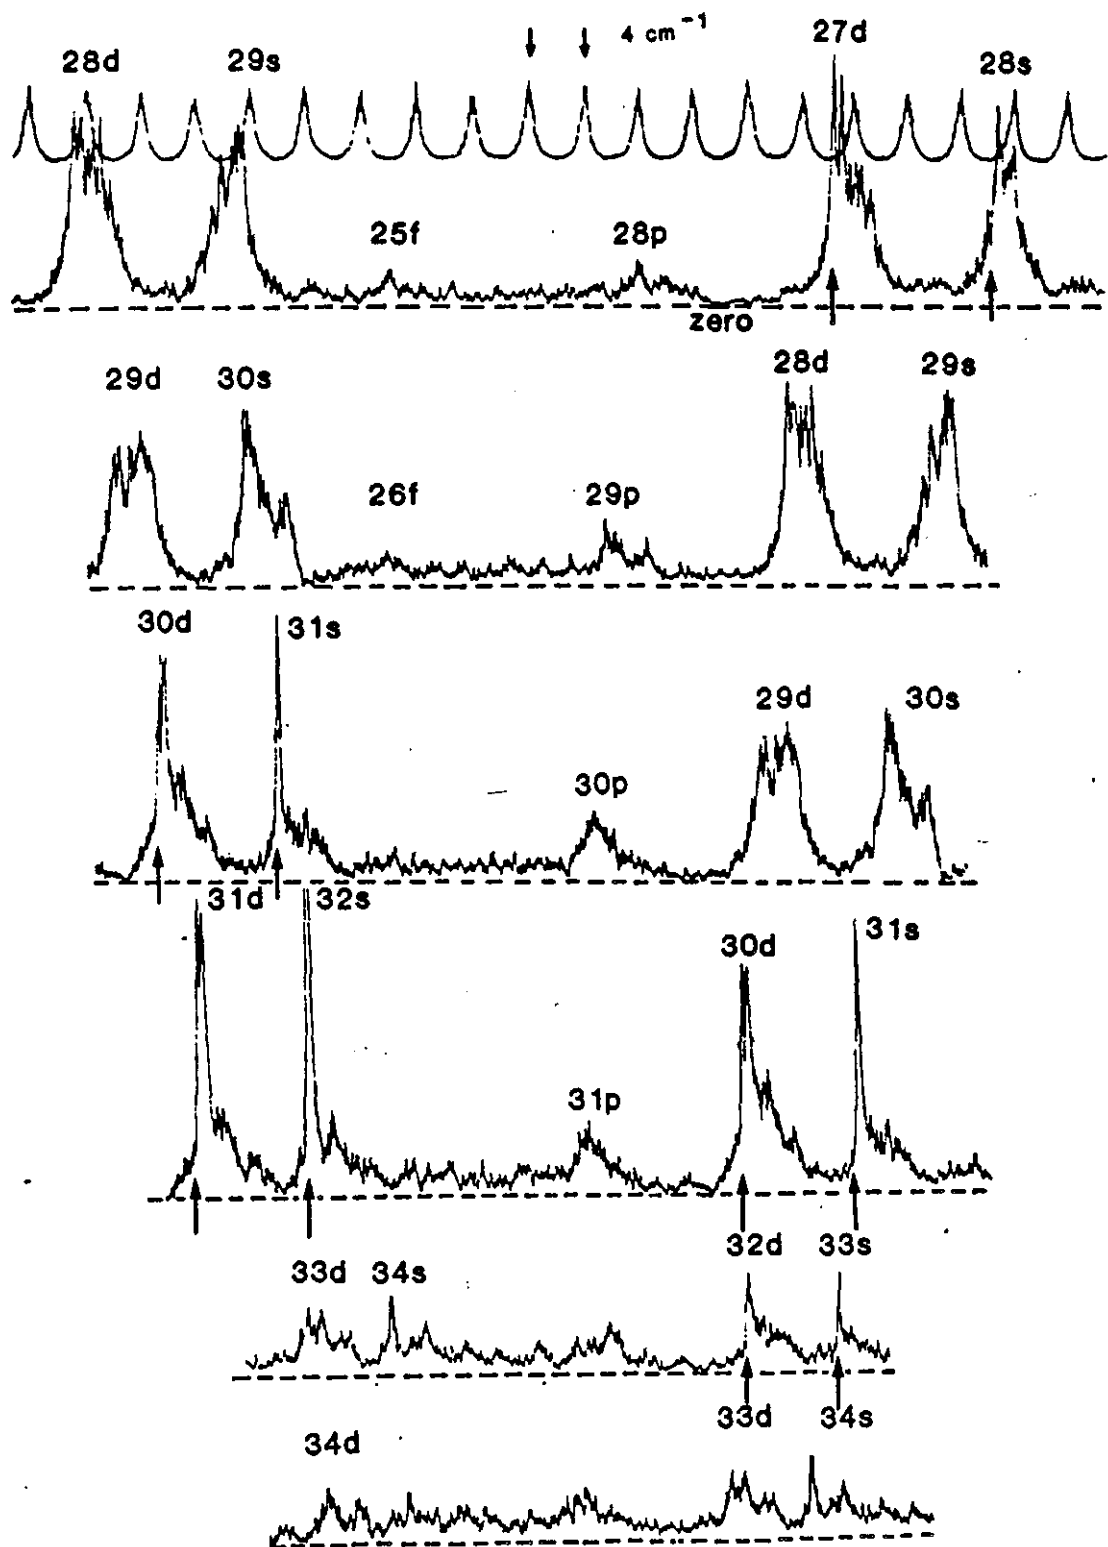 4 cm⁻¹
28d 29s 27d 28s
25f 28p
zero
29d 30s 28d 29s
26f 29p
30d 31s
29d 30s
30p
31d 32s
30d 31s
31p
32d 33s
33d 34s
33d 34s
34d